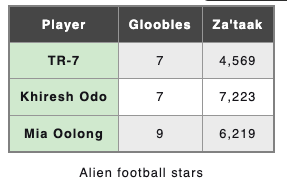 Player Gloobles Za'taak
TR-7 7 4,569
Khiresh Odo 7 7,223
Mia Oolong 9 6,219
Alien football stars